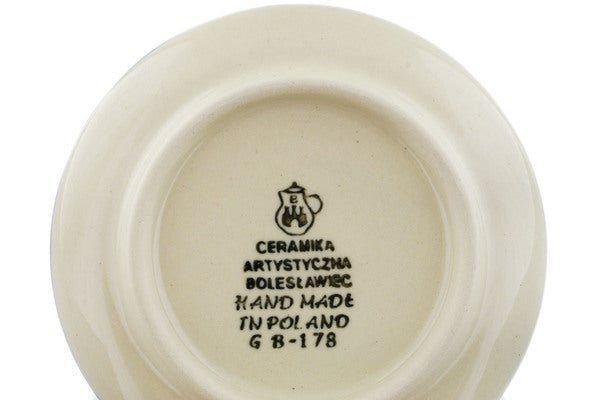 B
CERAMIKA
ARTYSTYCZNA
BOLESŁAWIEC
HAND MADE
IN POLAND
G B-178